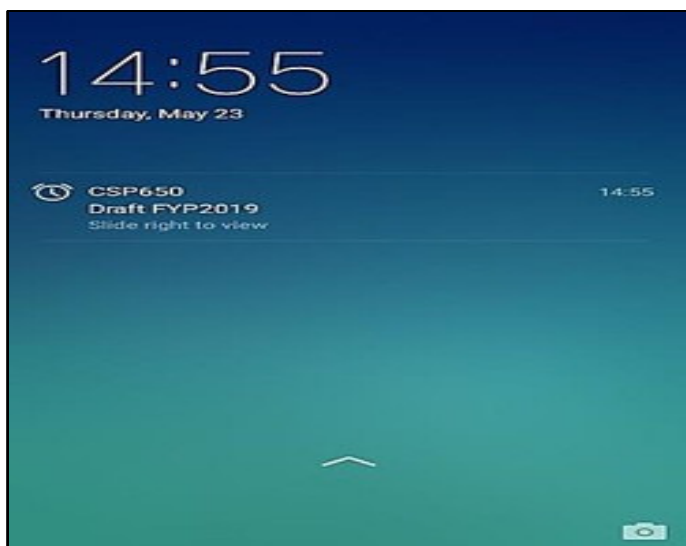 14:55
Thursday, May 23
CSP650 14:55
Draft FYP2019
Slide right to view